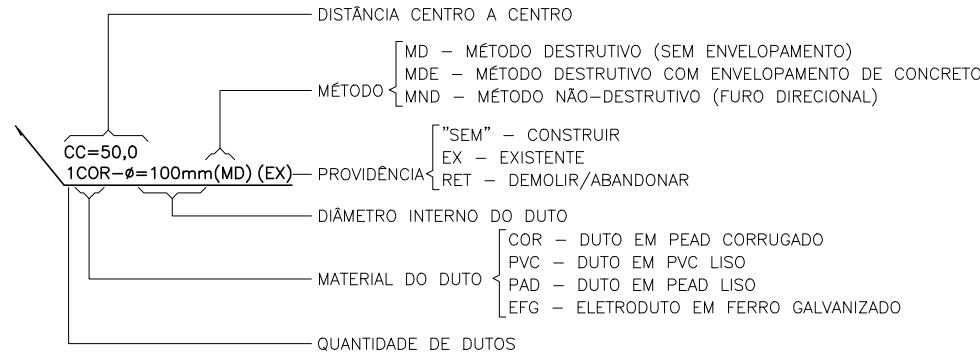 DISTÂNCIA CENTRO A CENTRO
MÉTODO
MD – MÉTODO DESTRUTIVO (SEM ENVELOPAMENTO)
MDE – MÉTODO DESTRUTIVO COM ENVELOPAMENTO DE CONCRETO
MND – MÉTODO NÃO-DESTRUTIVO (FURO DIRECIONAL)
CC=50,0
1COR-ø=100mm(MD) (EX)
PROVIDÊNCIA
"SEM" – CONSTRUIR
EX – EXISTENTE
RET – DEMOLIR/ABANDONAR
DIÂMETRO INTERNO DO DUTO
MATERIAL DO DUTO
COR – DUTO EM PEAD CORRUGADO
PVC – DUTO EM PVC LISO
PAD – DUTO EM PEAD LISO
EFG – ELETRODUTO EM FERRO GALVANIZADO
QUANTIDADE DE DUTOS